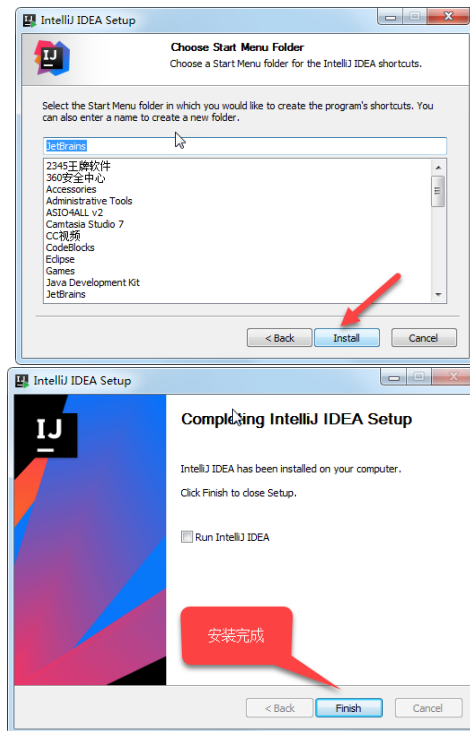 IntelliJ IDEA Setup
IJ
Choose Start Menu Folder
Choose a Start Menu folder for the IntelliJ IDEA shortcuts.
Select the Start Menu folder in which you would like to create the program's shortcuts. You
can also enter a name to create a new folder.
JetBrains
2345王牌软件
360安全中心
Accessories
Administrative Tools
ASIO4ALL v2
Camtasia Studio 7
CC视频
CodeBlocks
Eclipse
Games
Java Development Kit
JetBrains
< Back
Install
Cancel
IntelliJ IDEA Setup
IJ
Completing IntelliJ IDEA Setup
IntelliJ IDEA has been installed on your computer.
Click Finish to close Setup.
Run IntelliJ IDEA
安装完成
< Back
Finish
Cancel